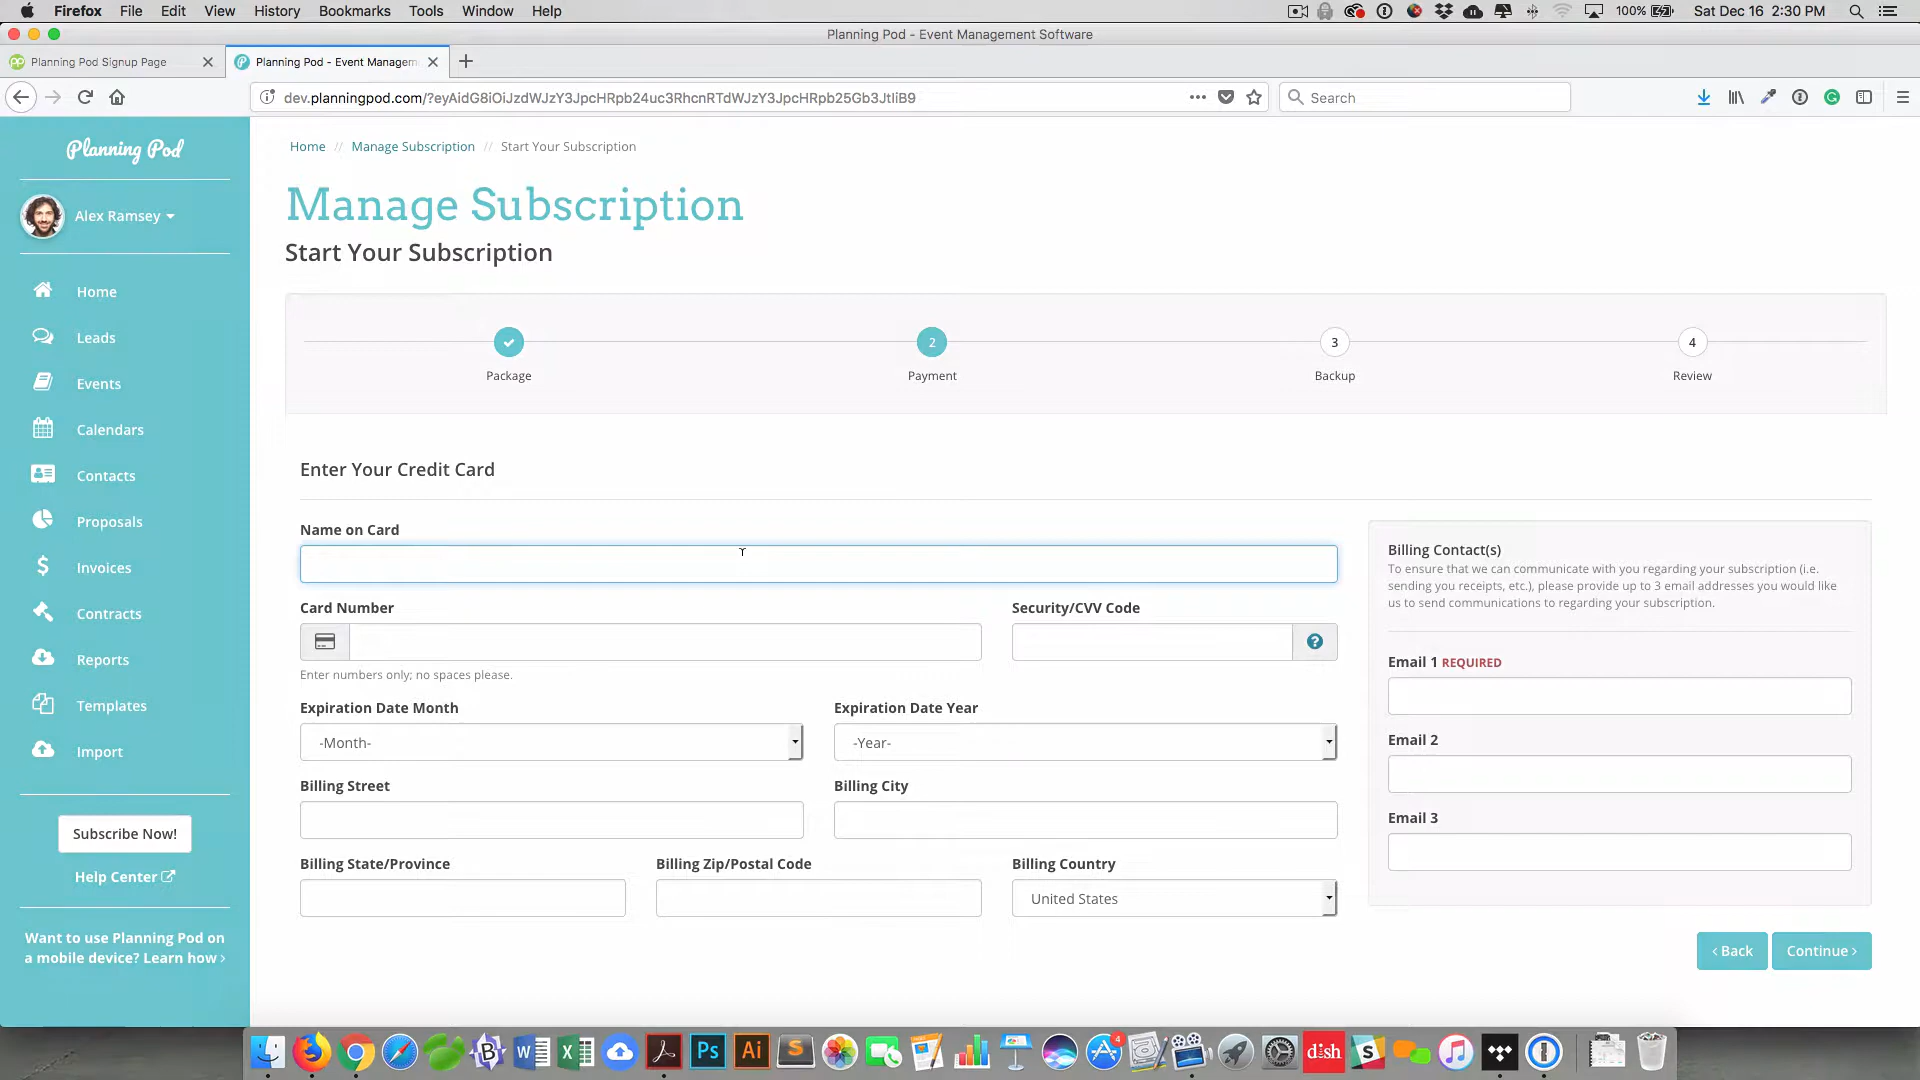 Firefox File Edit View History Bookmarks Tools Window Help
100% Sat Dec 16 2:30 PM
Planning Pod - Event Management Software
Planning Pod Signup Page
Planning Pod - Event Managem
dev.planningpod.com/?eyAidG8iOiJzdWJzY3JpcHRpb24uc3RhcnRTdWJzY3JpcHRpb25Gb3JtIiB9
Search
Planning Pod
Alex Ramsey
Home
Leads
Events
Calendars
Contacts
Proposals
Invoices
Contracts
Reports
Templates
Import
Subscribe Now!
Help Center
Want to use Planning Pod on
a mobile device? Learn how ›
Home // Manage Subscription // Start Your Subscription
Manage Subscription
Start Your Subscription
2 3 4
Package Payment Backup Review
Enter Your Credit Card
Name on Card
Card Number Security/CVV Code
?
Enter numbers only; no spaces please.
Expiration Date Month Expiration Date Year
-Month- -Year-
Billing Street Billing City
Billing State/Province Billing Zip/Postal Code Billing Country
United States
Billing Contact(s)
To ensure that we can communicate with you regarding your subscription (i.e.
sending you receipts, etc.), please provide up to 3 email addresses you would like
us to send communications to regarding your subscription.
Email 1 REQUIRED
Email 2
Email 3
‹ Back Continue ›
B W X Ps Ai S 4 dish S